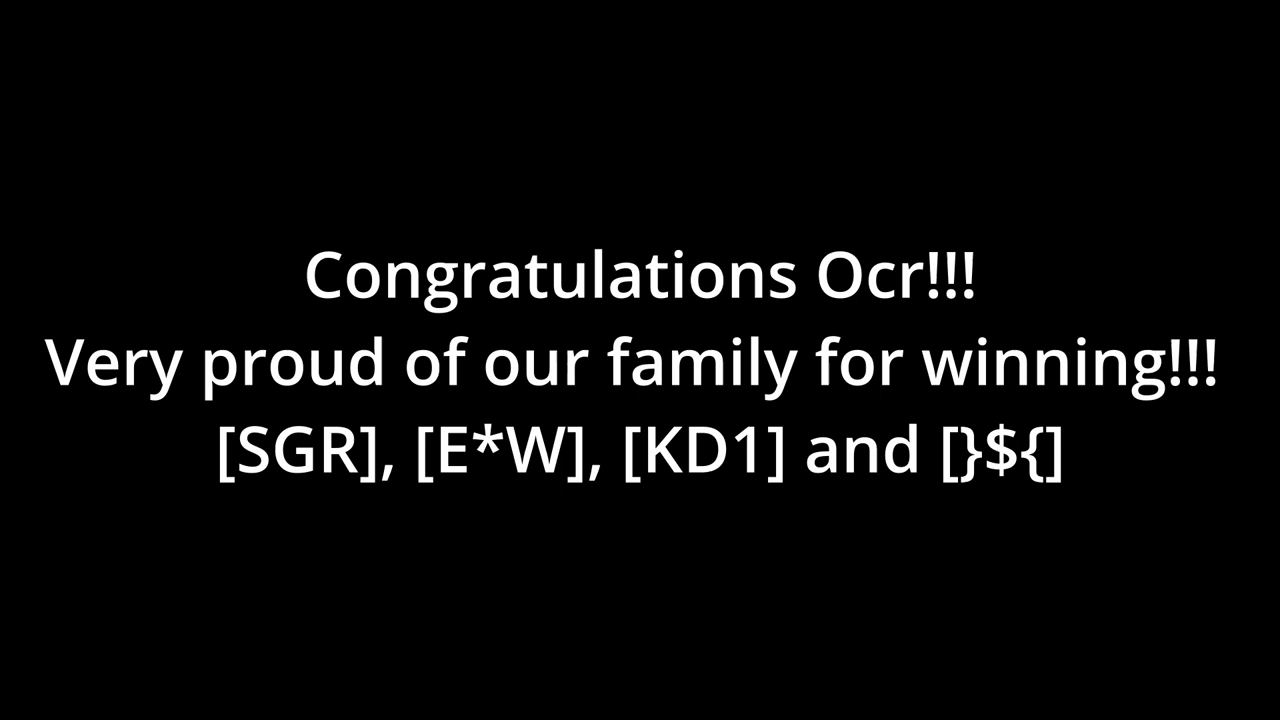 Congratulations Ocr!!!
Very proud of our family for winning!!!
[SGR], [E*W], [KD1] and [}${]